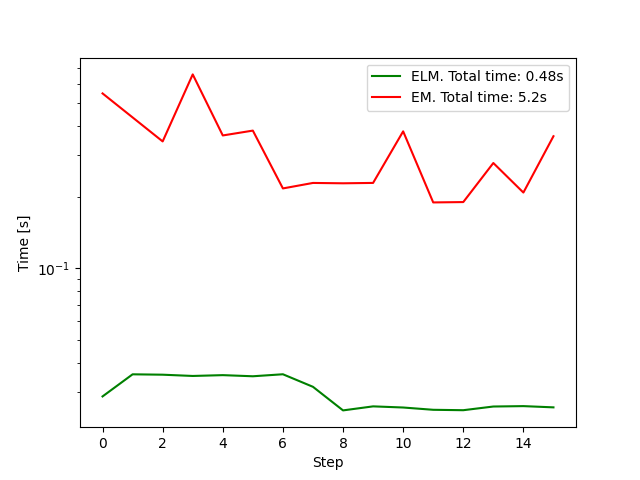 ELM. Total time: 0.48s
EM. Total time: 5.2s
Time [s]
10⁻¹
0 2 4 6 8 10 12 14
Step